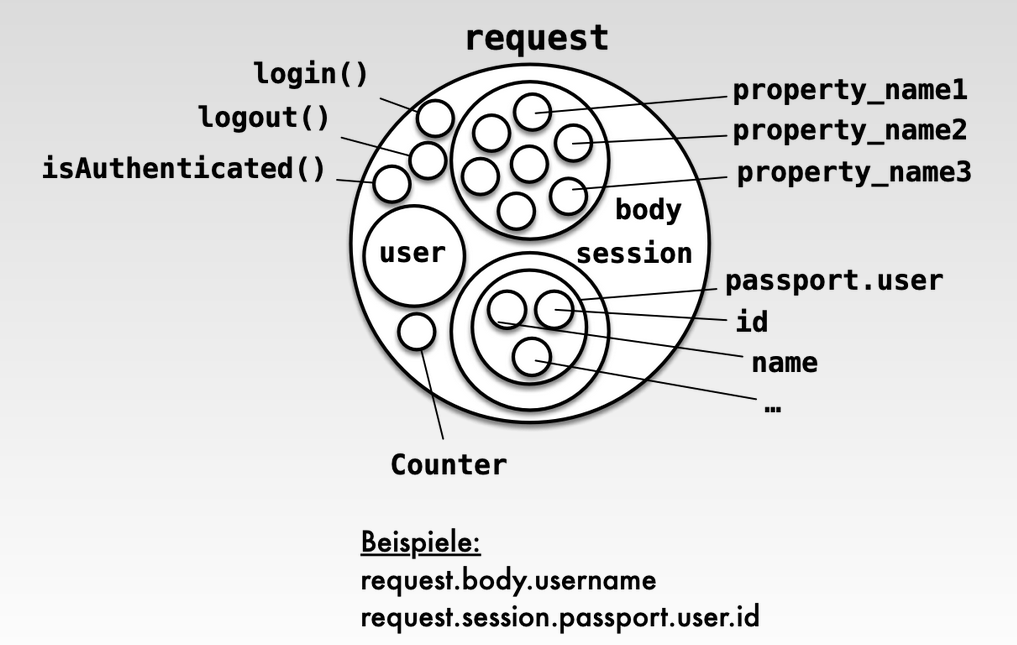 request
login()
logout()
isAuthenticated()
property_name1
property_name2
property_name3
body
user
session
passport.user
id
name
…
Counter
Beispiele:
request.body.username
request.session.passport.user.id